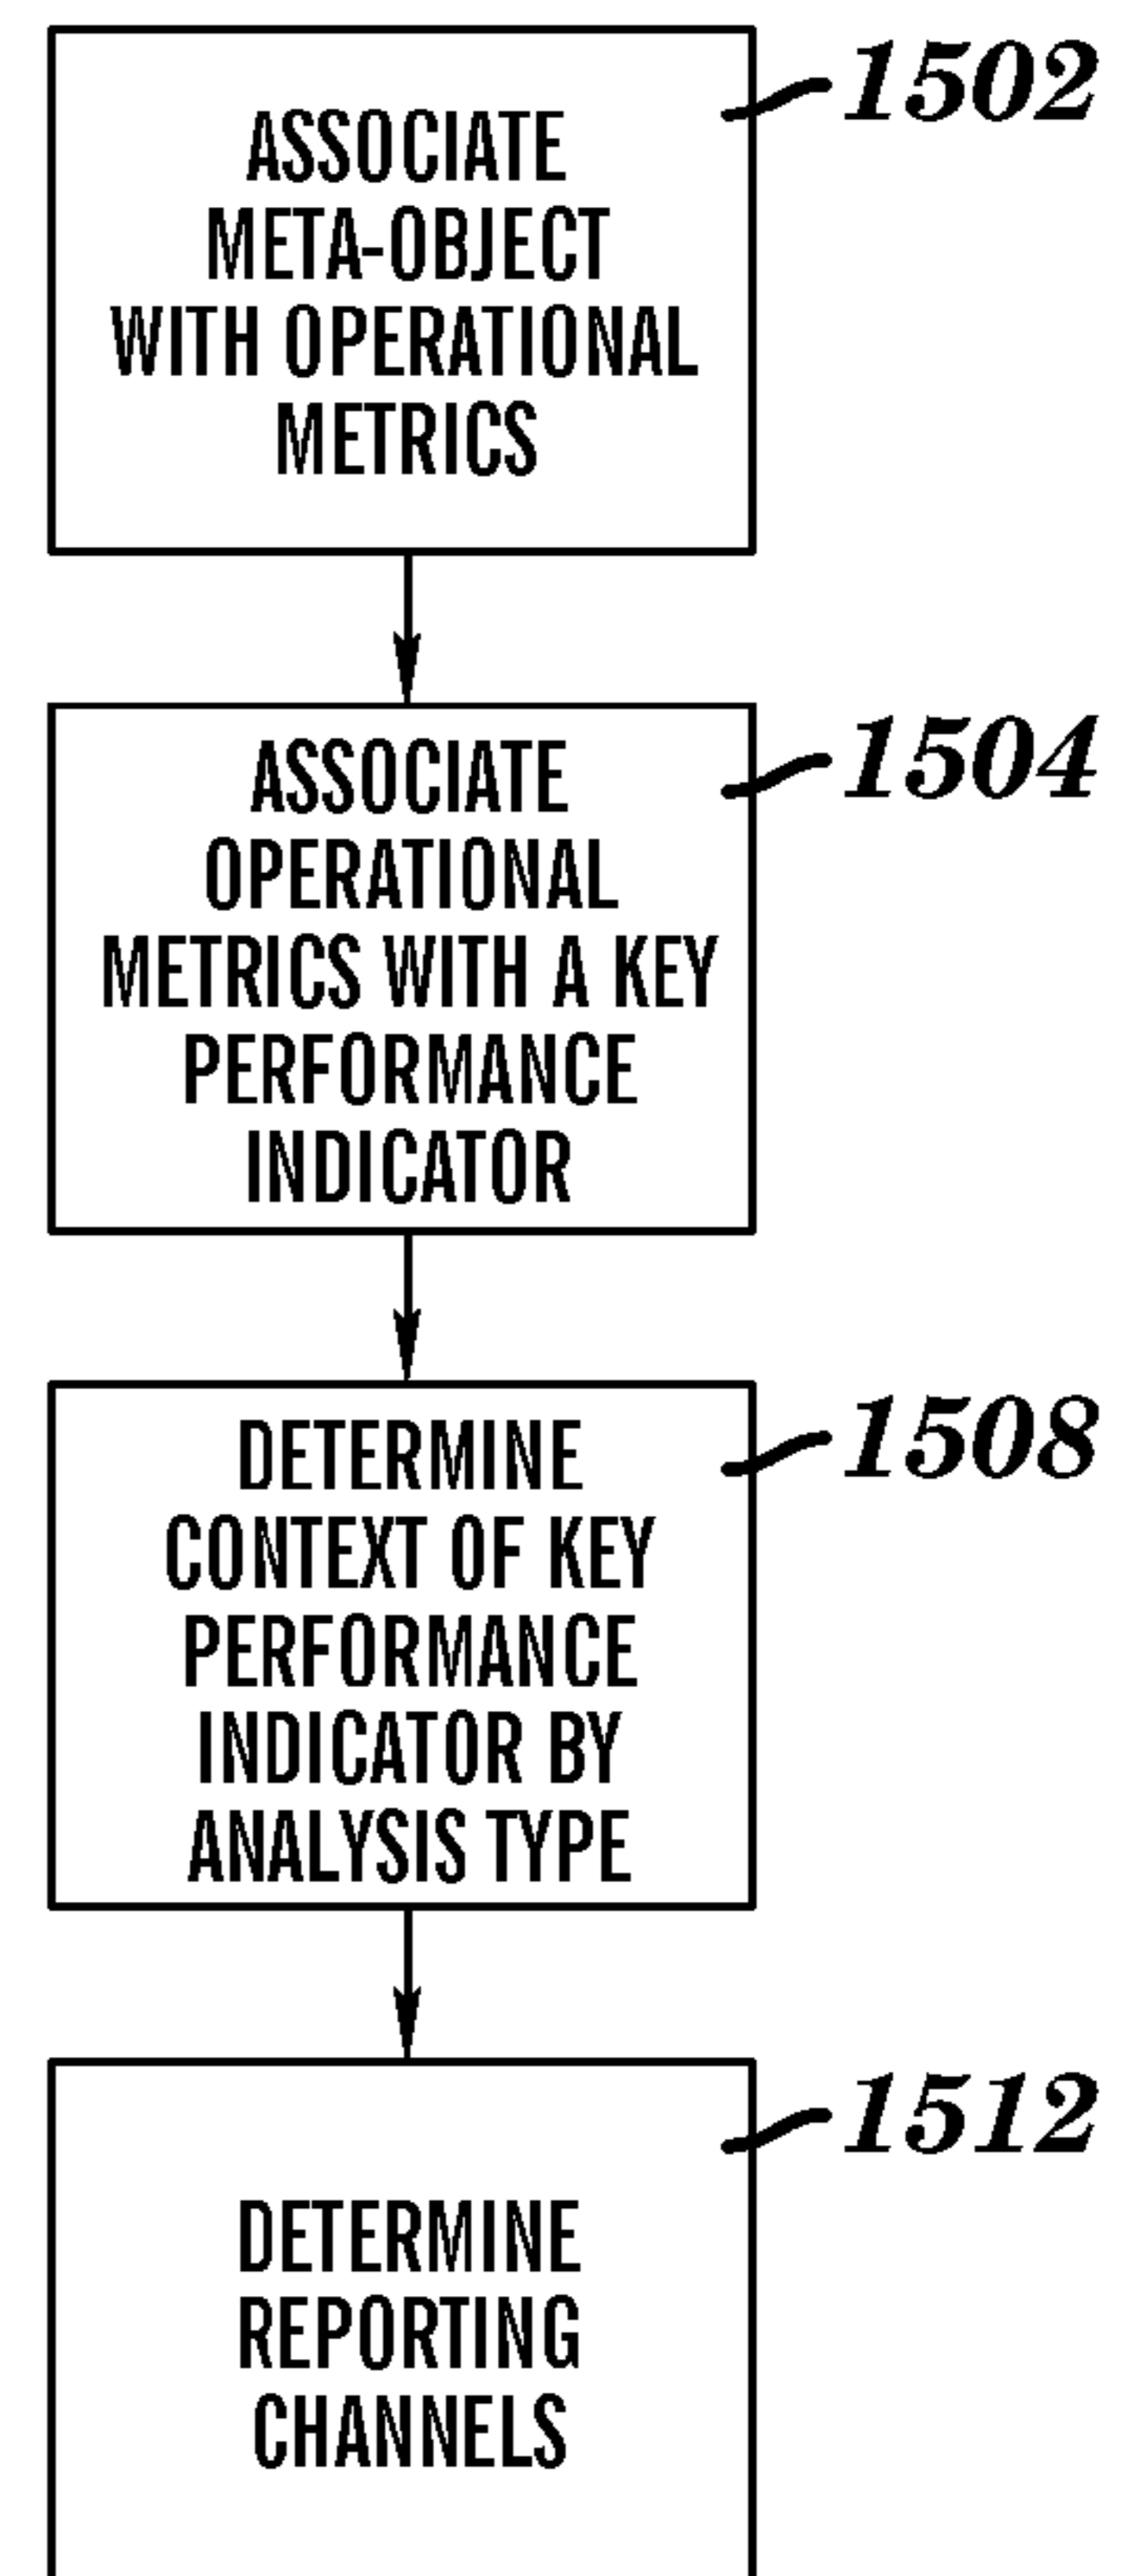 ASSOCIATE
META-OBJECT
WITH OPERATIONAL
METRICS
1502
ASSOCIATE
OPERATIONAL
METRICS WITH A KEY
PERFORMANCE
INDICATOR
1504
DETERMINE
CONTEXT OF KEY
PERFORMANCE
INDICATOR BY
ANALYSIS TYPE
1508
DETERMINE
REPORTING
CHANNELS
1512